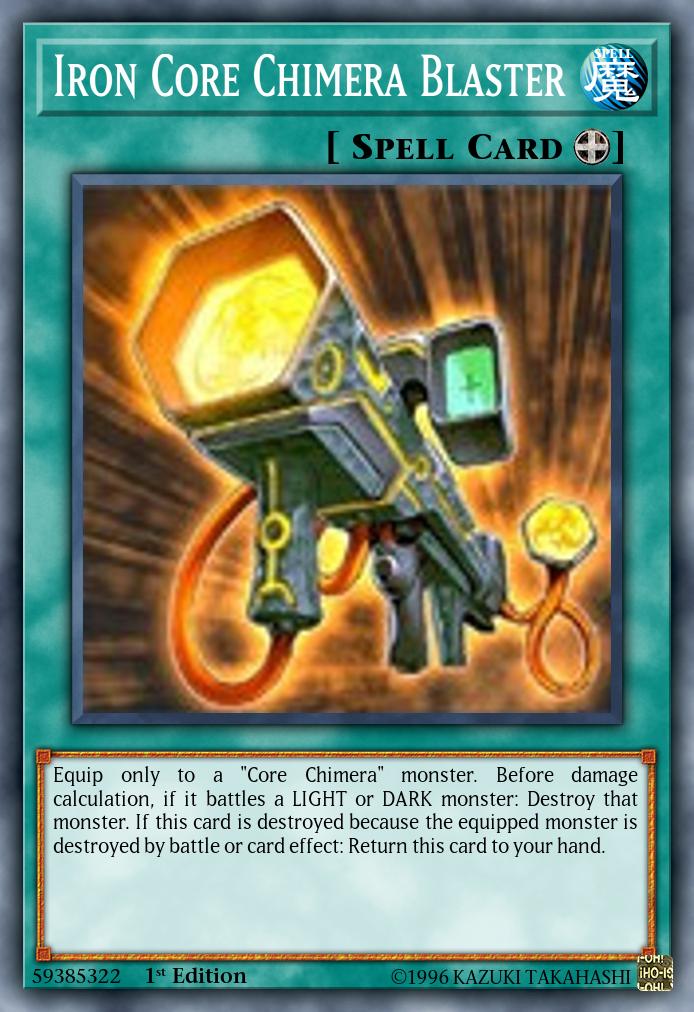 IRON CORE CHIMERA BLASTER
SPELL
魔
[ SPELL CARD ]
Equip only to a "Core Chimera" monster. Before damage
calculation, if it battles a LIGHT or DARK monster: Destroy that
monster. If this card is destroyed because the equipped monster is
destroyed by battle or card effect: Return this card to your hand.
59385322 1st Edition ©1996 KAZUKI TAKAHASHI